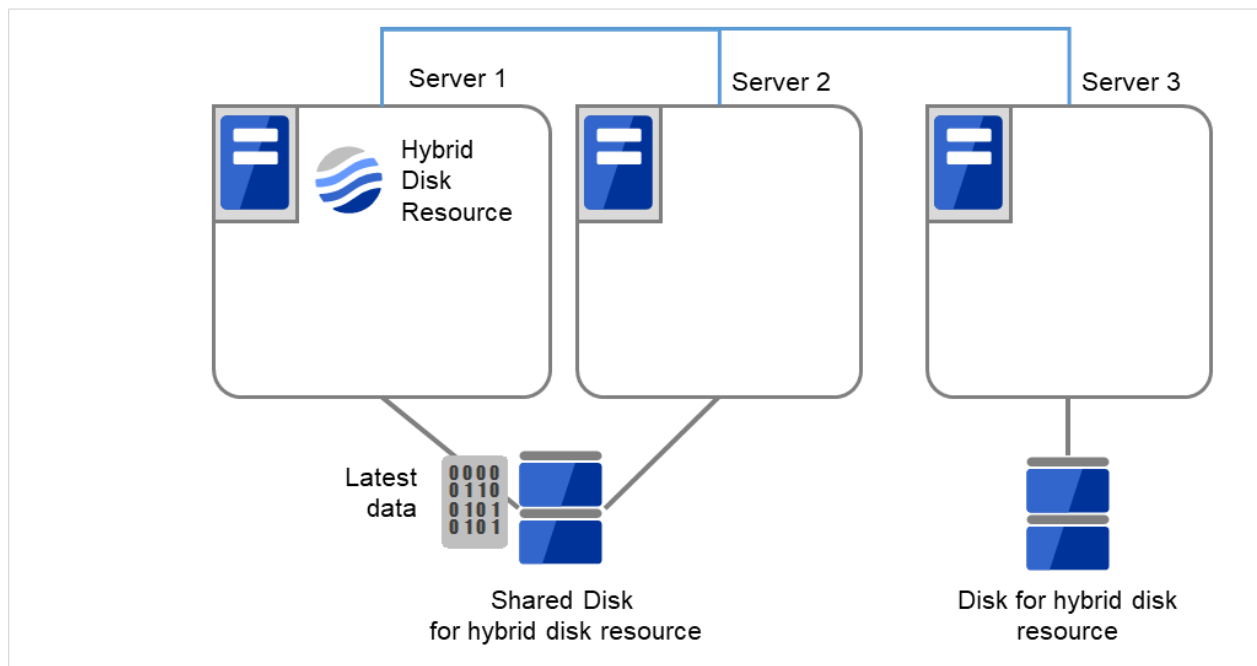 Server 1
Server 2
Server 3
Hybrid
Disk
Resource
Latest
data
0000
0110
0101
0101
Shared Disk
for hybrid disk resource
Disk for hybrid disk
resource